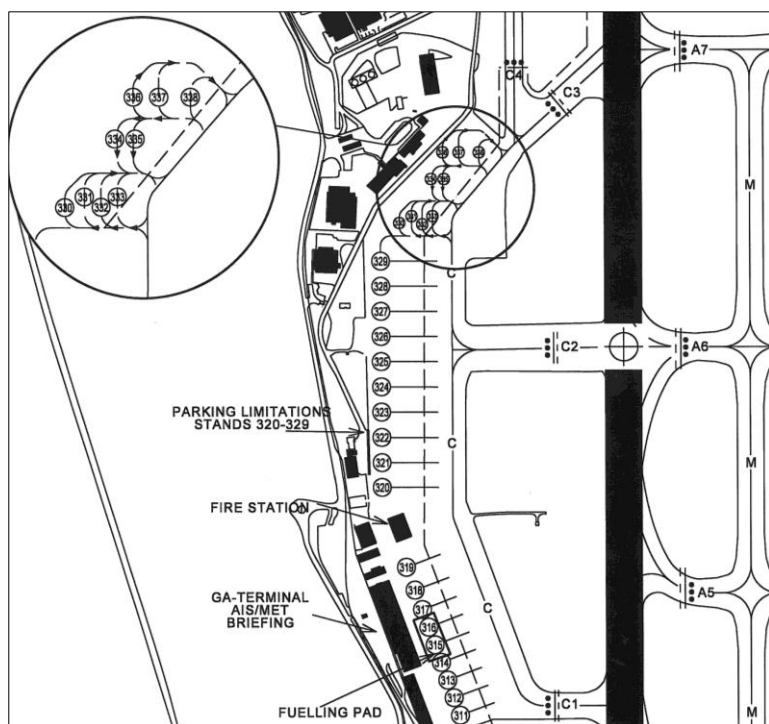 A7
C4
C3
336
337
338
334
335
330
331
332
333
M
329
C
328
327
326
C2
A6
325
324
PARKING LIMITATIONS
STANDS 320-329
323
C
322
321
M
320
FIRE STATION
319
318
GA-TERMINAL
AIS/MET
BRIEFING
C
A5
317
316
315
314
313
FUELLING PAD
312
C1
311
M